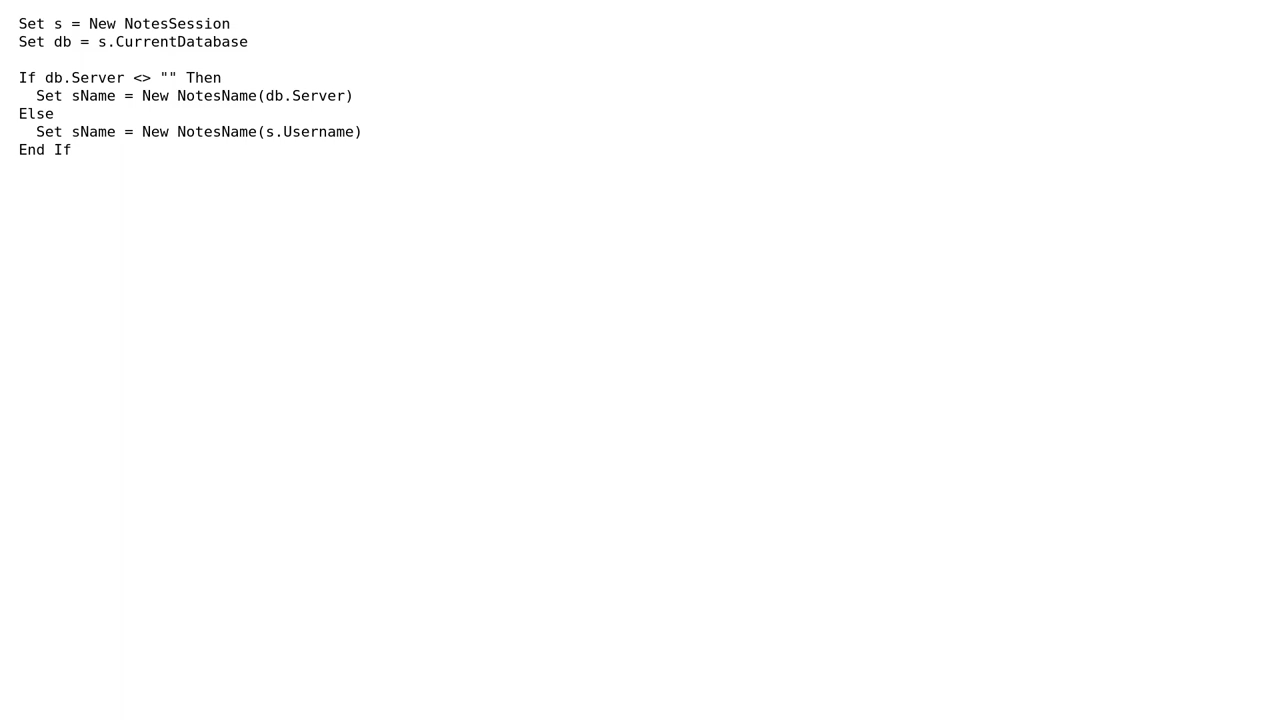 Set s = New NotesSession
Set db = s.CurrentDatabase

If db.Server <> "" Then
  Set sName = New NotesName(db.Server)
Else
  Set sName = New NotesName(s.Username)
End If